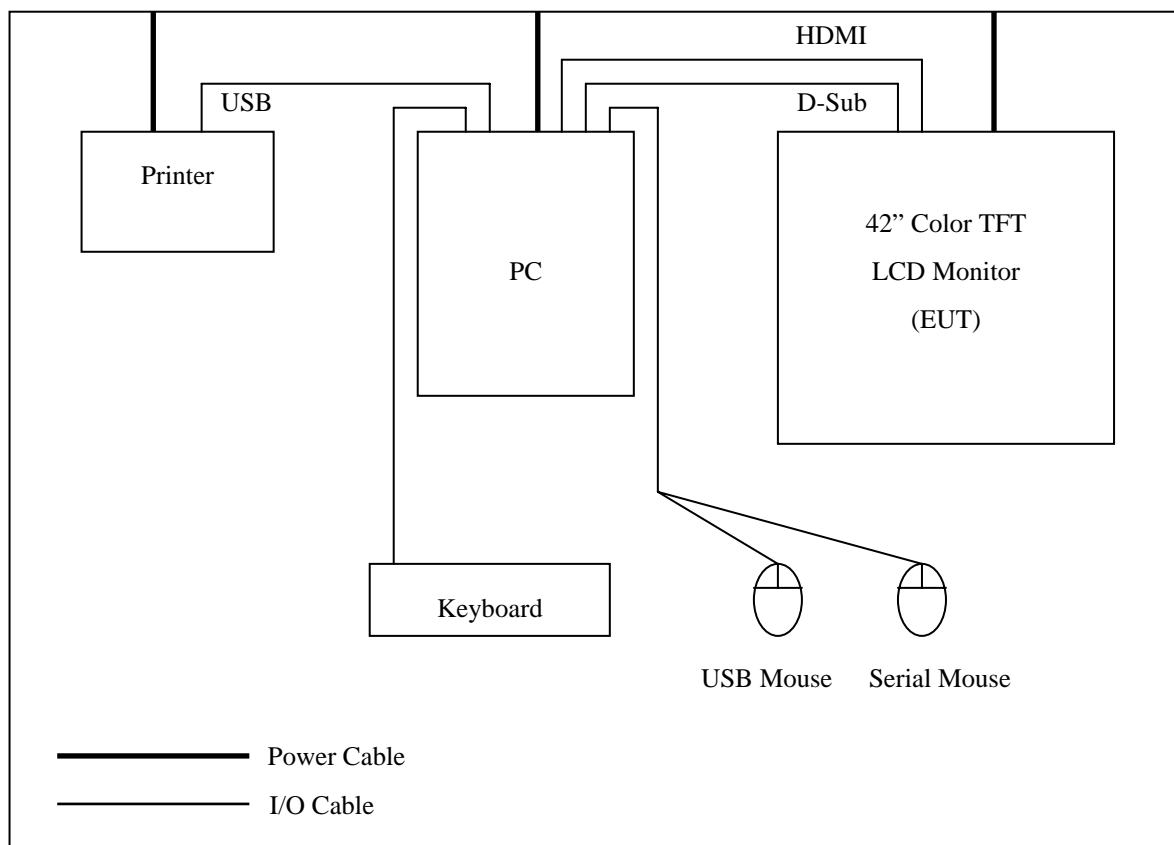 HDMI
USB
D-Sub
Printer
PC
42” Color TFT
LCD Monitor
(EUT)
Keyboard
USB Mouse
Serial Mouse
Power Cable
I/O Cable